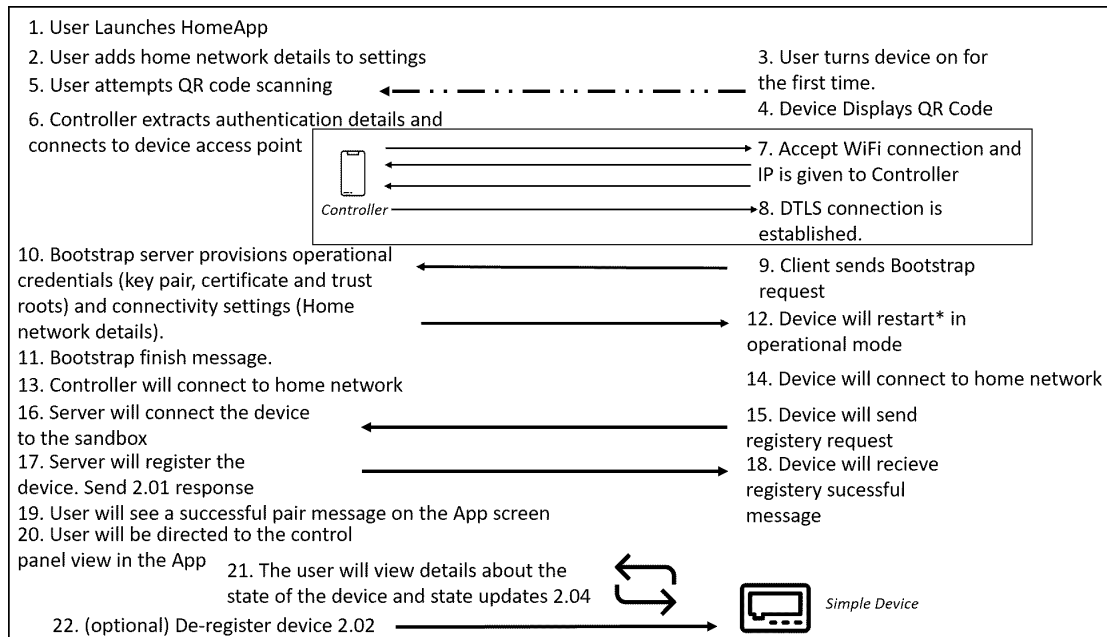 1. User Launches HomeApp
2. User adds home network details to settings
3. User turns device on for
the first time.
5. User attempts QR code scanning
4. Device Displays QR Code
6. Controller extracts authentication details and
connects to device access point
7. Accept WiFi connection and
IP is given to Controller
Controller
8. DTLS connection is
established.
10. Bootstrap server provisions operational
credentials (key pair, certificate and trust
roots) and connectivity settings (Home
network details).
9. Client sends Bootstrap
request
12. Device will restart* in
operational mode
11. Bootstrap finish message.
13. Controller will connect to home network
14. Device will connect to home network
16. Server will connect the device
to the sandbox
15. Device will send
registery request
17. Server will register the
device. Send 2.01 response
18. Device will recieve
registery sucessful
message
19. User will see a successful pair message on the App screen
20. User will be directed to the control
panel view in the App
21. The user will view details about the
state of the device and state updates 2.04
Simple Device
22. (optional) De-register device 2.02